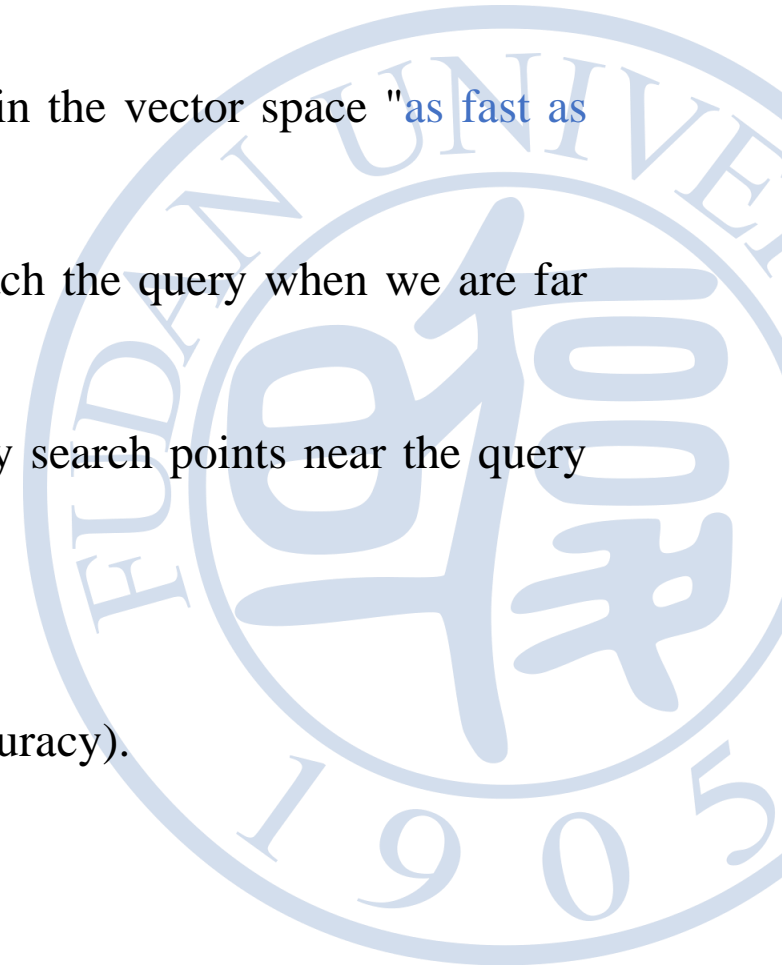 in the vector space "as fast as
ch the query when we are far
search points near the query
uracy).
FUDAN UNIVE
1905